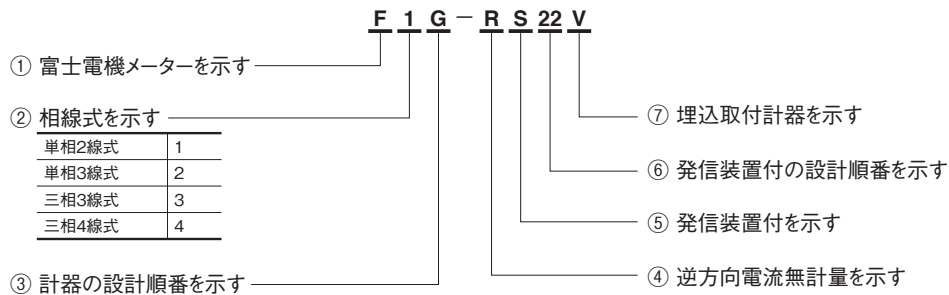 F 1 G － R S 22 V
① 富士電機メーターを示す
② 相線式を示す
単相2線式 1
単相3線式 2
三相3線式 3
三相4線式 4
③ 計器の設計順番を示す
⑦ 埋込取付計器を示す
⑥ 発信装置付の設計順番を示す
⑤ 発信装置付を示す
④ 逆方向電流無計量を示す